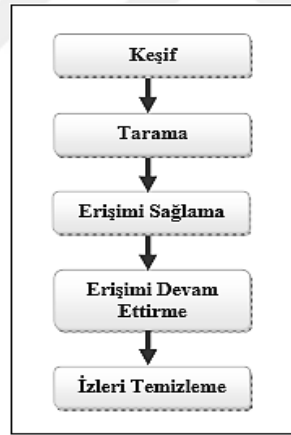 Keşif
Tarama
Erişimi Sağlama
Erişimi Devam
Ettirme
İzleri Temizleme